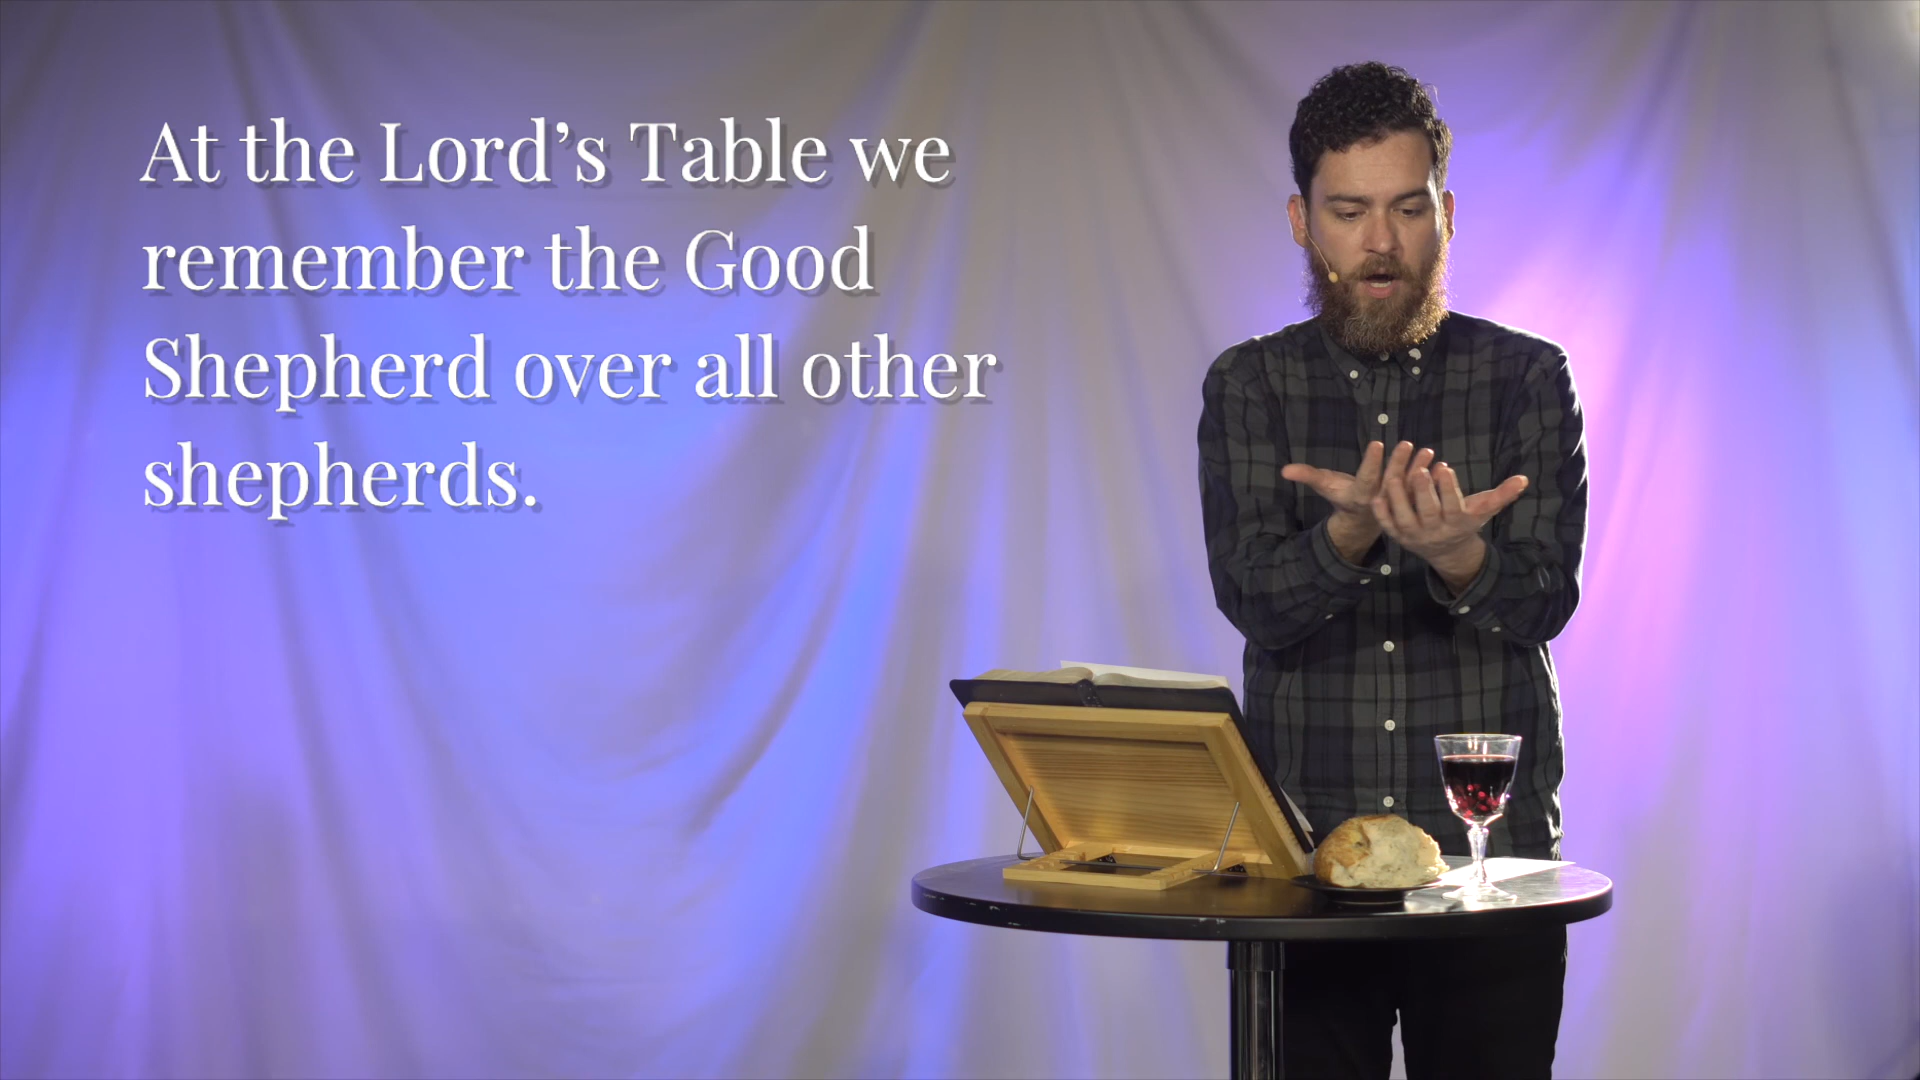 At the Lord’s Table we
remember the Good
Shepherd over all other
shepherds.